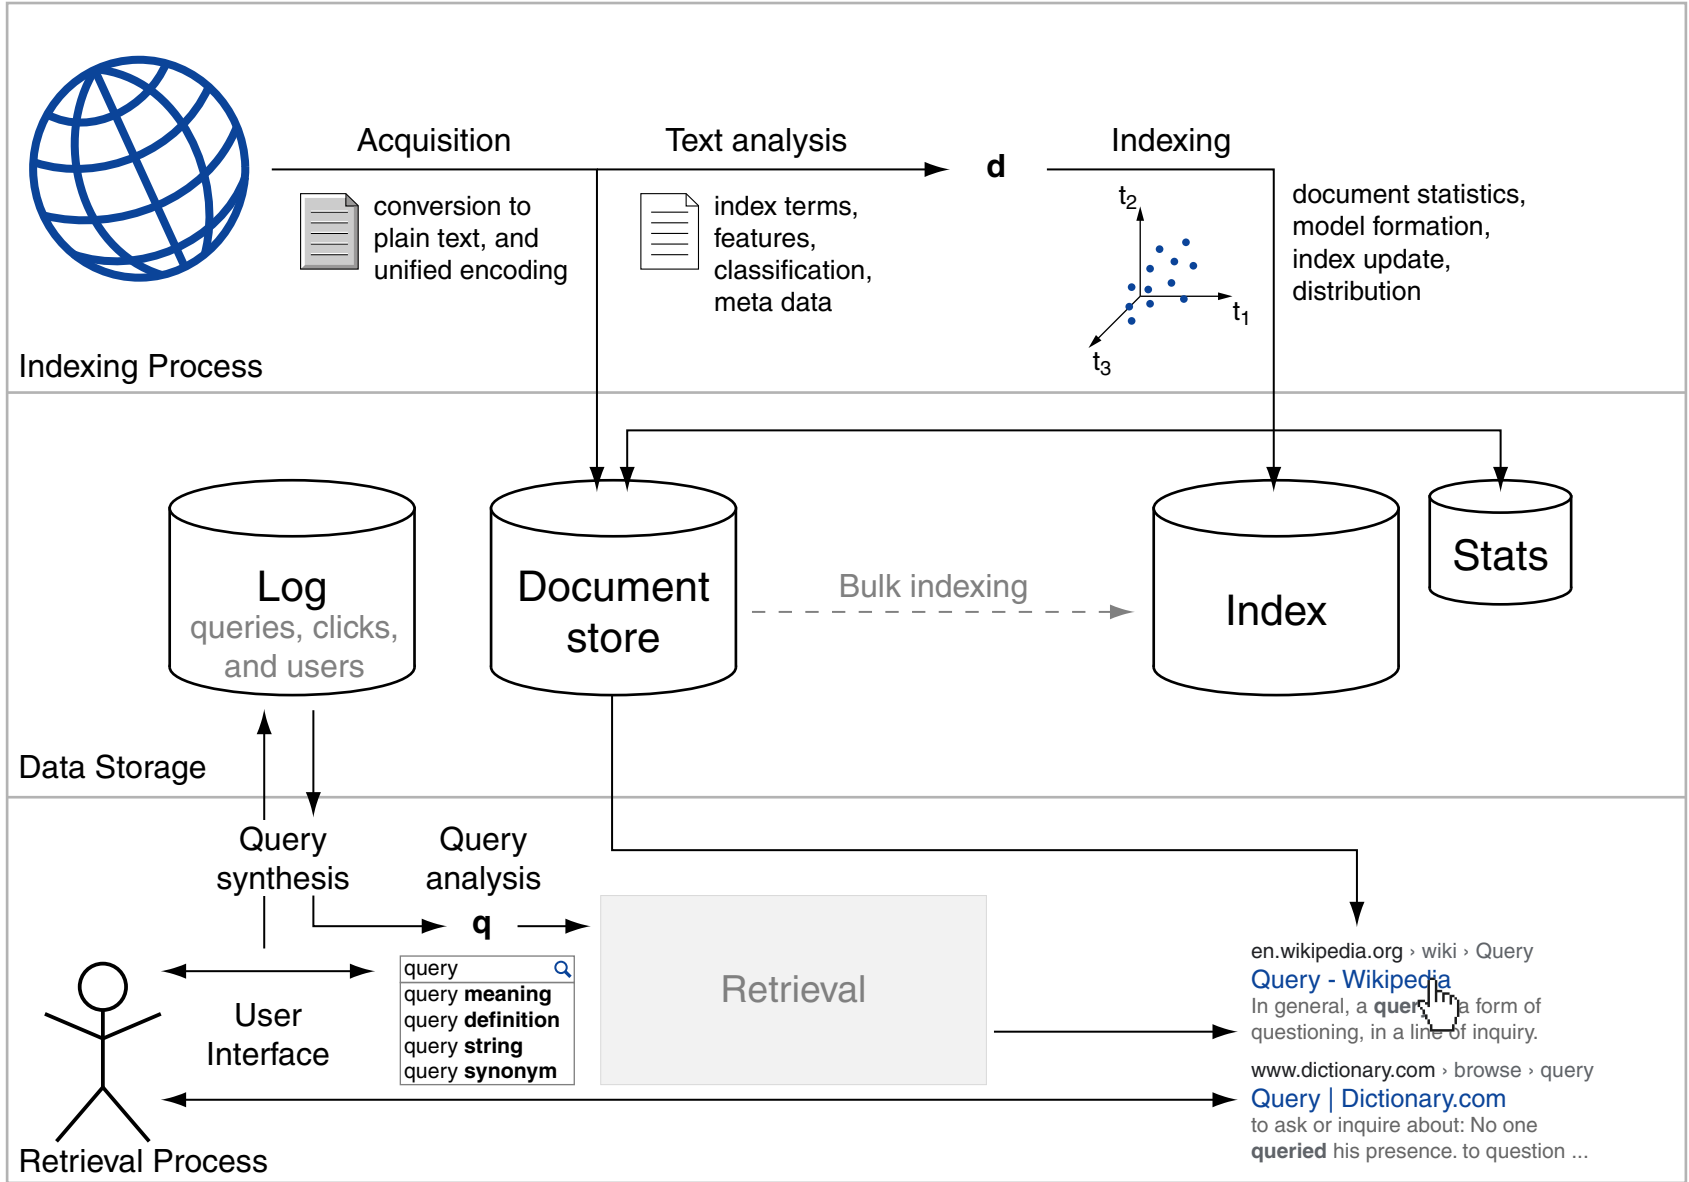 Acquisition
conversion to
plain text, and
unified encoding
Text analysis
index terms,
features,
classification,
meta data
d
Indexing
t2
t1
t3
document statistics,
model formation,
index update,
distribution
Indexing Process
Log
queries, clicks,
and users
Document
store
Bulk indexing
Index
Stats
Data Storage
Query
synthesis
Query
analysis
q
User
Interface
query
query meaning
query definition
query string
query synonym
Retrieval
en.wikipedia.org › wiki › Query
Query - Wikipedia
In general, a quer a form of
questioning, in a line of inquiry.
www.dictionary.com › browse › query
Query | Dictionary.com
to ask or inquire about: No one
queried his presence. to question ...
Retrieval Process